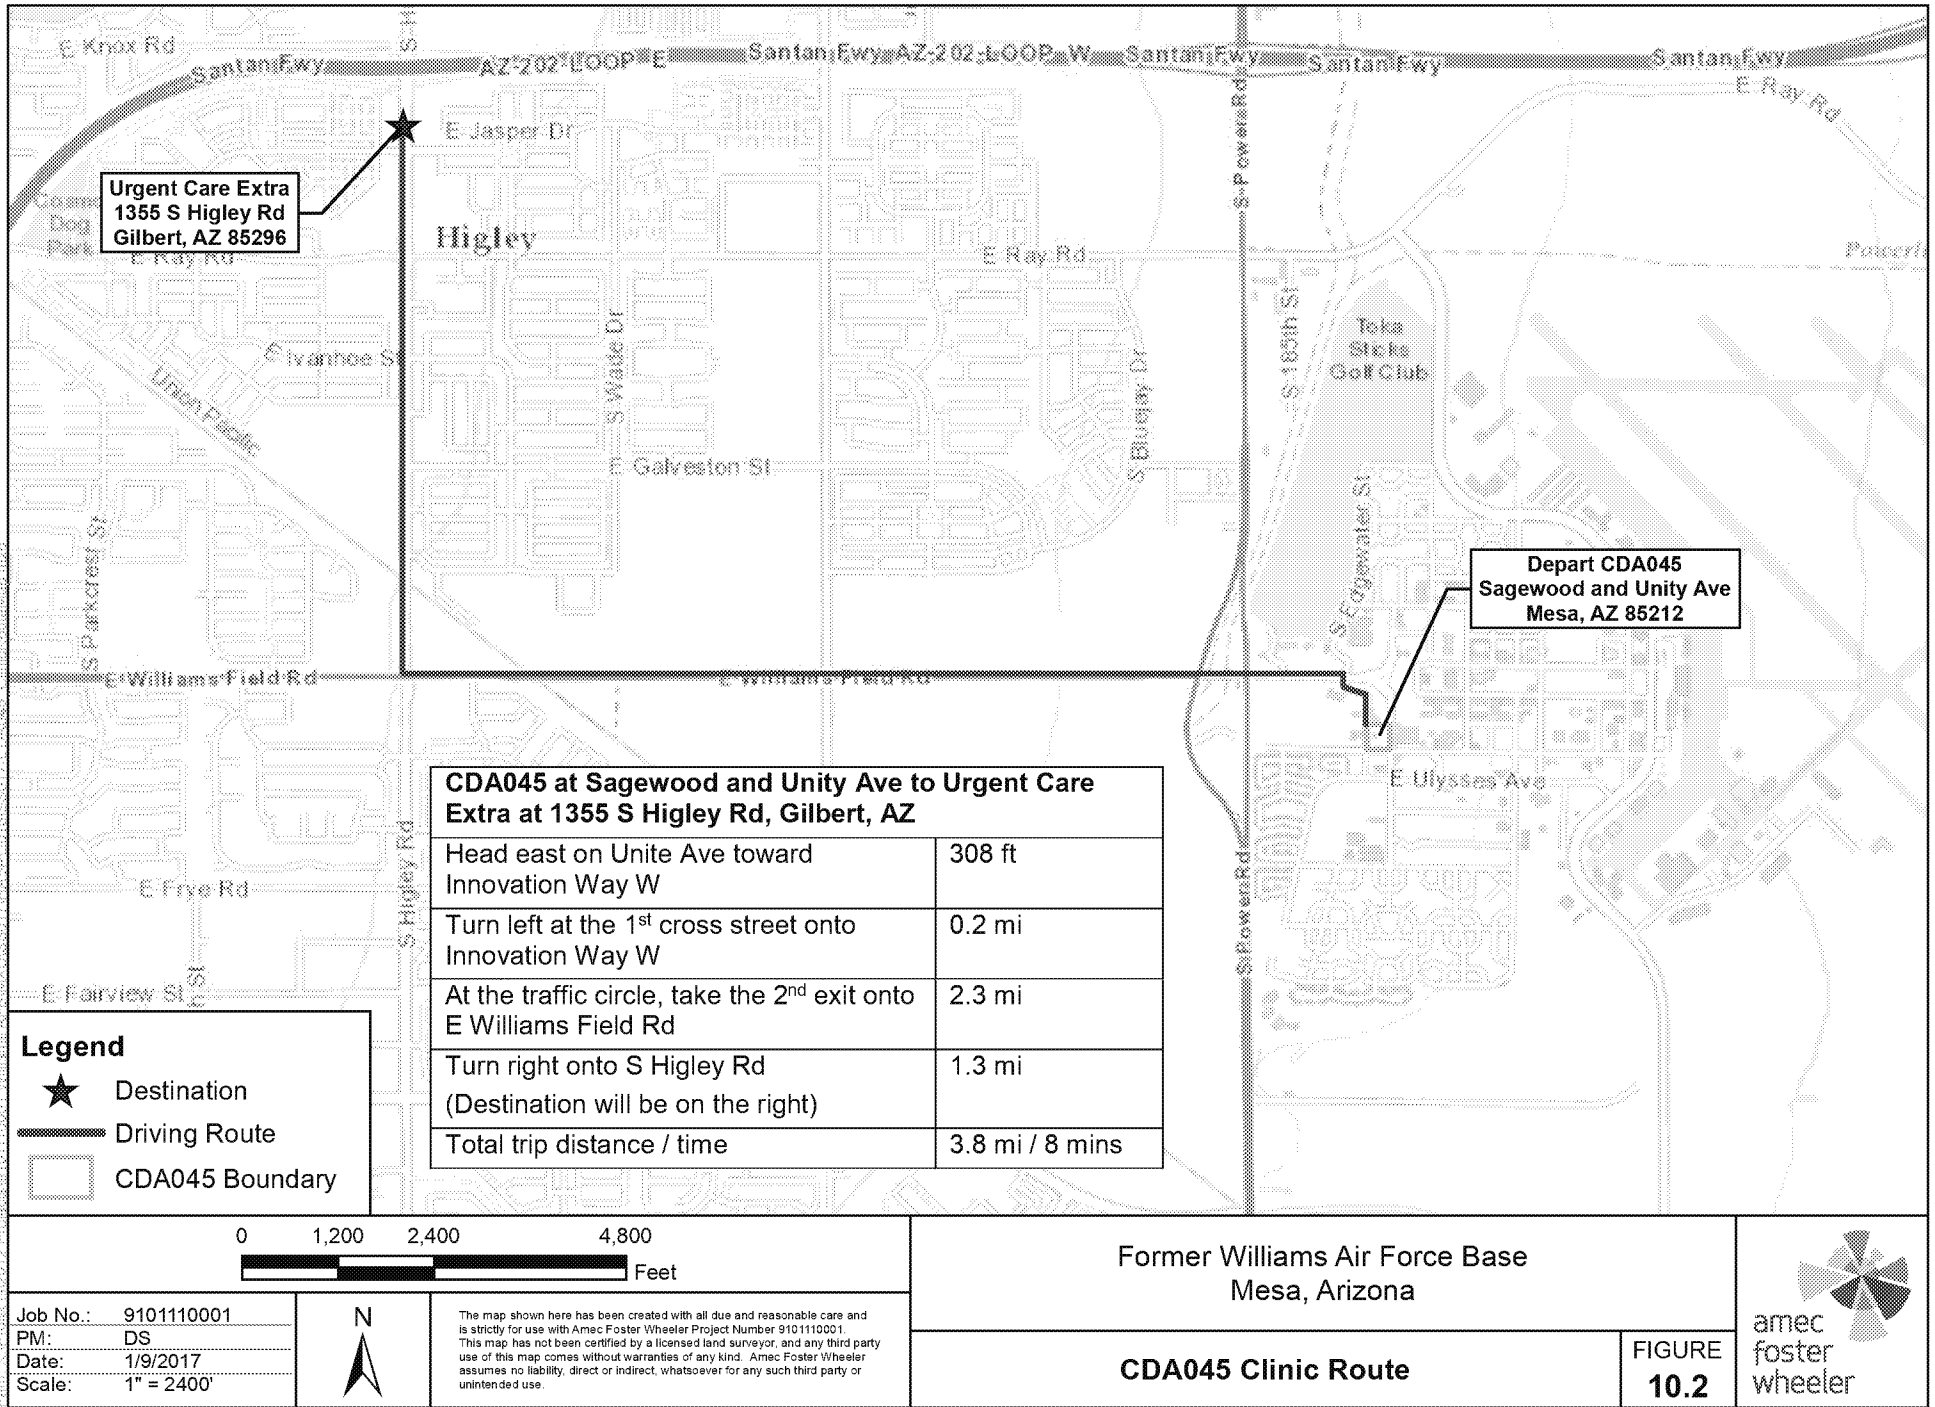 E Knox Rd
S H
Santan Fwy
AZ-202-LOOP E
Santan Fwy
AZ-202-LOOP W
Santan Fwy
Santan Fwy
Santan Fwy
E Ray Rd
E Jasper Dr
S Power Rd
Urgent Care Extra
1355 S Higley Rd
Gilbert, AZ 85296
Dog
Park
E Ray Rd
Higley
E Ray Rd
S 185th St
Toka
Sticks
Golf Club
E Ivanhoe St
Union Pacific
S Wade Dr
S Bluejay Dr
E Galveston St
S Edgewater St
S Parkcrest St
Depart CDA045
Sagewood and Unity Ave
Mesa, AZ 85212
E Williams Field Rd
E Williams Field Rd
E Ulysses Ave
S Higley Rd
E Frye Rd
S Power Rd
E Fairview St
n St
CDA045 at Sagewood and Unity Ave to Urgent Care
Extra at 1355 S Higley Rd, Gilbert, AZ
Head east on Unite Ave toward 308 ft
Innovation Way W
Turn left at the 1st cross street onto 0.2 mi
Innovation Way W
At the traffic circle, take the 2nd exit onto 2.3 mi
E Williams Field Rd
Turn right onto S Higley Rd 1.3 mi
(Destination will be on the right)
Total trip distance / time 3.8 mi / 8 mins
Legend
Destination
Driving Route
CDA045 Boundary
0 1,200 2,400 4,800
Feet
Job No.: 9101110001
PM: DS
Date: 1/9/2017
Scale: 1" = 2400'
N
The map shown here has been created with all due and reasonable care and
is strictly for use with Amec Foster Wheeler Project Number 9101110001.
This map has not been certified by a licensed land surveyor, and any third party
use of this map comes without warranties of any kind. Amec Foster Wheeler
assumes no liability, direct or indirect, whatsoever for any such third party or
unintended use.
Former Williams Air Force Base
Mesa, Arizona
CDA045 Clinic Route
FIGURE
10.2
amec
foster
wheeler